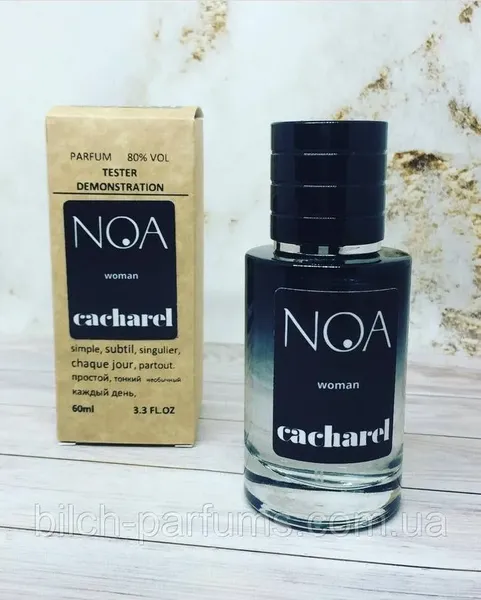 PARFUM 80% VOL
TESTER
DEMONSTRATION
NOA
woman
cacharel
simple, subtil, singulier,
chaque jour, partout.
простой, тонкий необычный
каждый день,
60ml 3.3 FL.OZ
NOA
woman
cacharel
bilch-parfums.com.ua